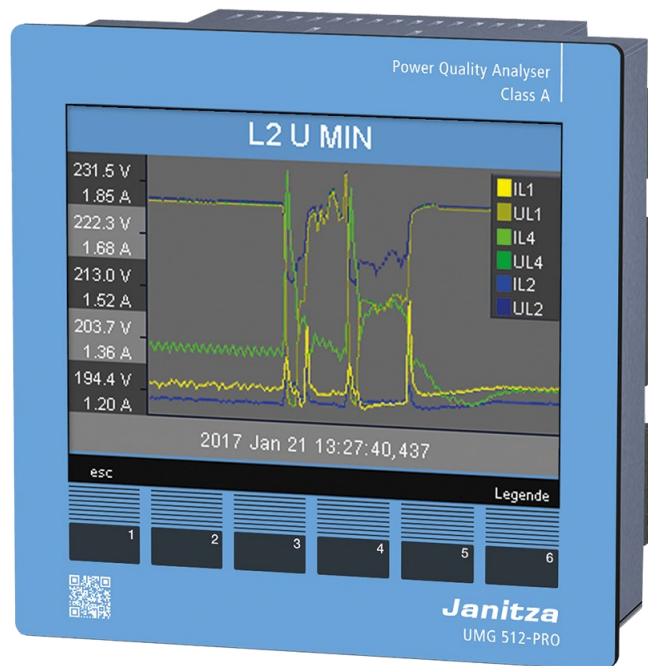 Power Quality Analyser
Class A
L2 U MIN
231.5 V
1.85 A
222.3 V
1.68 A
213.0 V
1.52 A
203.7 V
1.36 A
194.4 V
1.20 A
IL1
UL1
IL4
UL4
IL2
UL2
2017 Jan 21 13:27:40,437
esc
Legende
1 2 3 4 5 6
Janitza
UMG 512-PRO